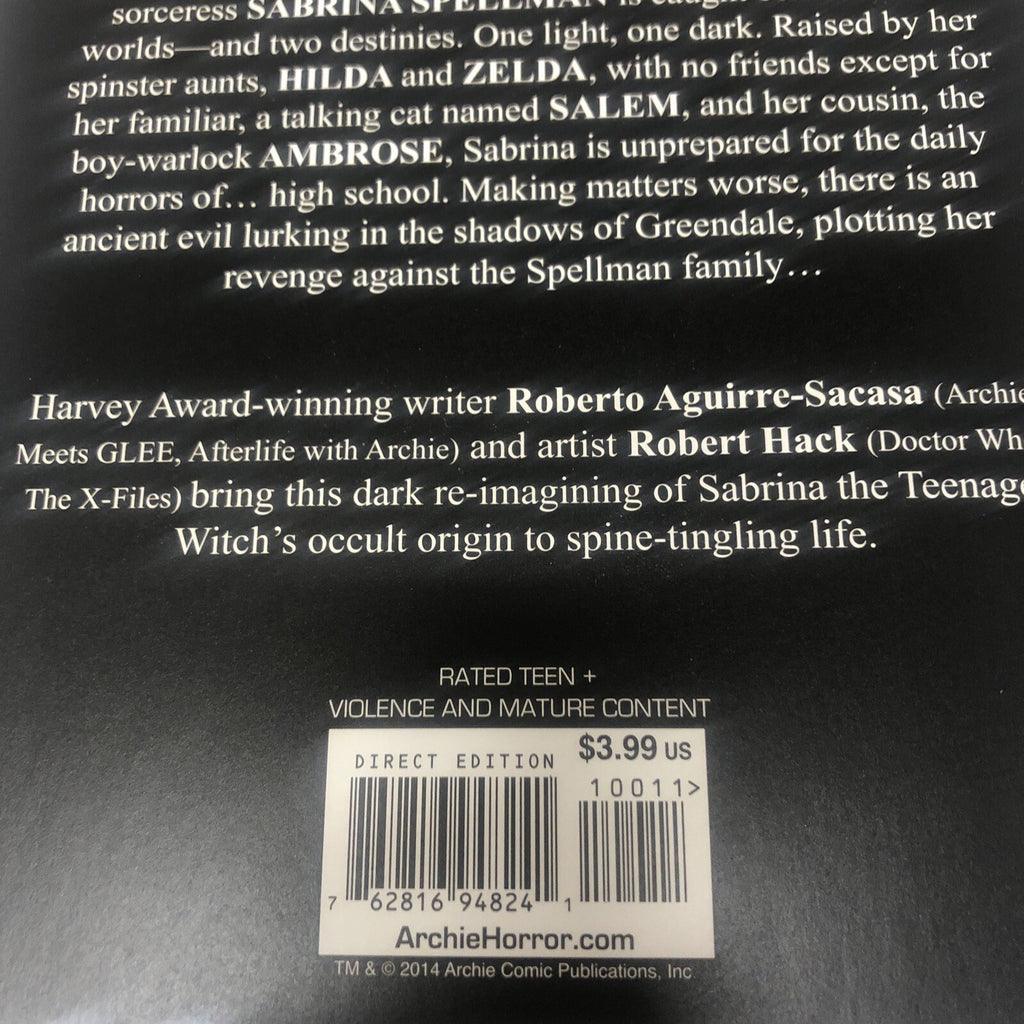 sorceress SABRINA SPELLMAN is caught
worlds—and two destinies. One light, one dark. Raised by her
spinster aunts, HILDA and ZELDA, with no friends except for
her familiar, a talking cat named SALEM, and her cousin, the
boy-warlock AMBROSE, Sabrina is unprepared for the daily
horrors of... high school. Making matters worse, there is an
ancient evil lurking in the shadows of Greendale, plotting her
revenge against the Spellman family...
Harvey Award-winning writer Roberto Aguirre-Sacasa (Archie
Meets GLEE, Afterlife with Archie) and artist Robert Hack (Doctor Wh
The X-Files) bring this dark re-imagining of Sabrina the Teenage
Witch's occult origin to spine-tingling life.
RATED TEEN +
VIOLENCE AND MATURE CONTENT
DIRECT EDITION $3.99 US
10011>
7 62816 94824 1
ArchieHorror.com
TM & © 2014 Archie Comic Publications, Inc